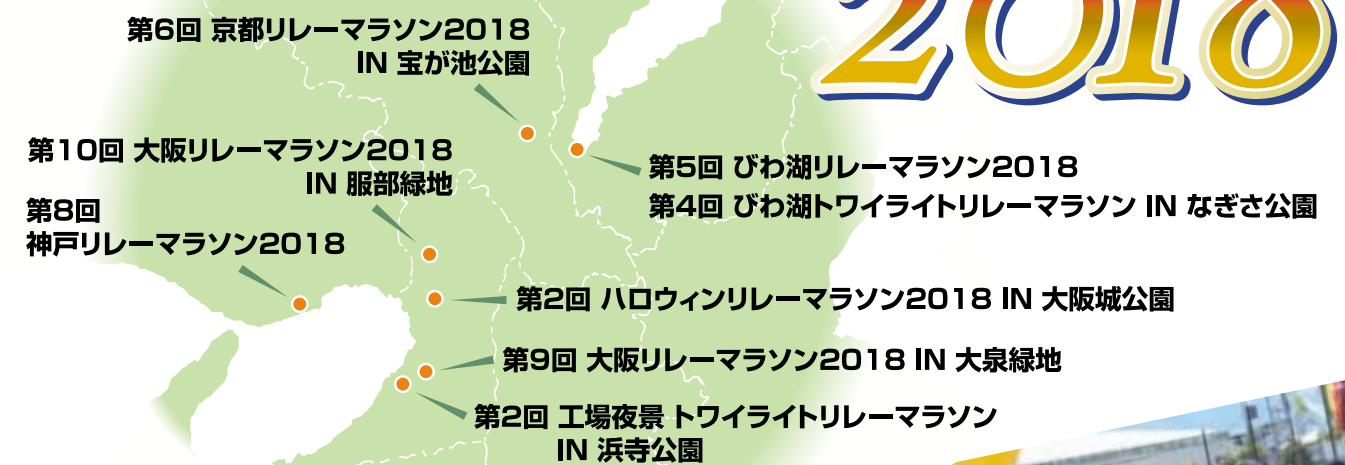 2018
第6回 京都リレーマラソン2018
IN 宝が池公園
第10回 大阪リレーマラソン2018
IN 服部緑地
第8回
神戸リレーマラソン2018
第5回 びわ湖リレーマラソン2018
第4回 びわ湖トワイライトリレーマラソン IN なぎさ公園
第2回 ハロウィンリレーマラソン2018 IN 大阪城公園
第9回 大阪リレーマラソン2018 IN 大泉緑地
第2回 工場夜景 トワイライトリレーマラソン
IN 浜寺公園